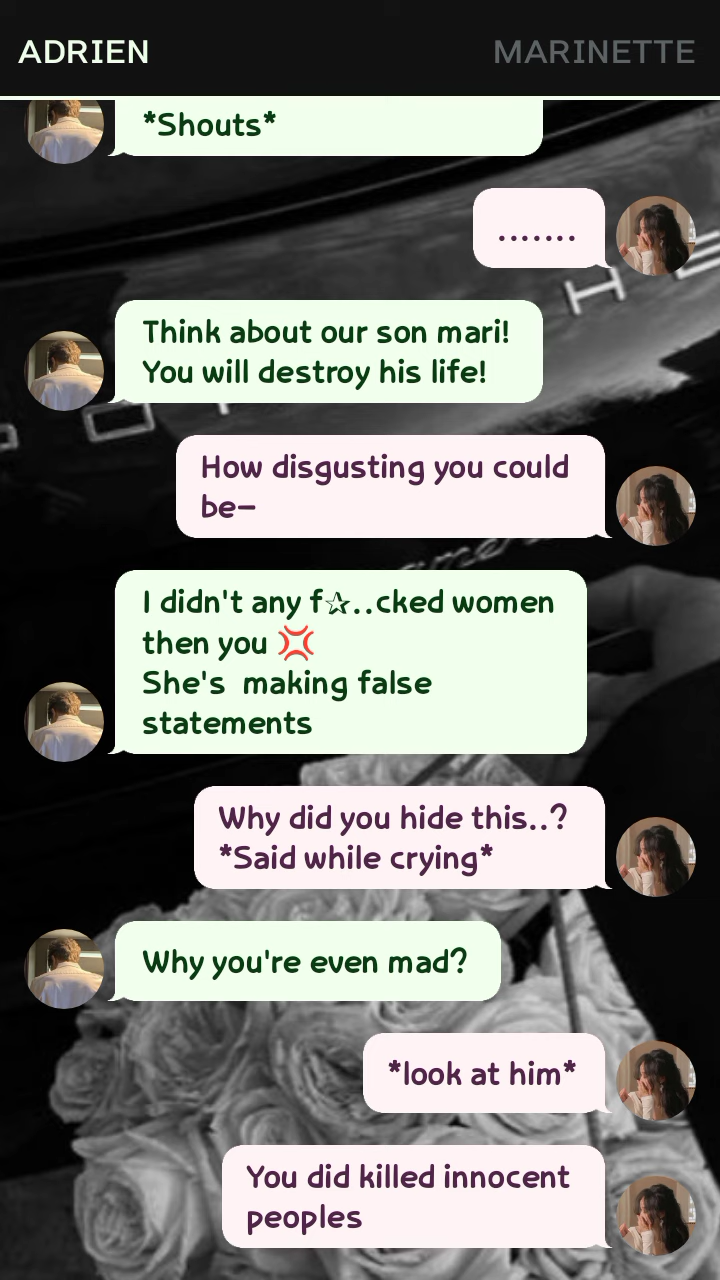 ADRIEN
MARINETTE
*Shouts*
.......
Think about our son mari!
You will destroy his life!
How disgusting you could
be-
I didn't any f☆..cked women
then you 💢
She's  making false
statements
Why did you hide this..?
*Said while crying*
Why you're even mad?
*look at him*
You did killed innocent
peoples